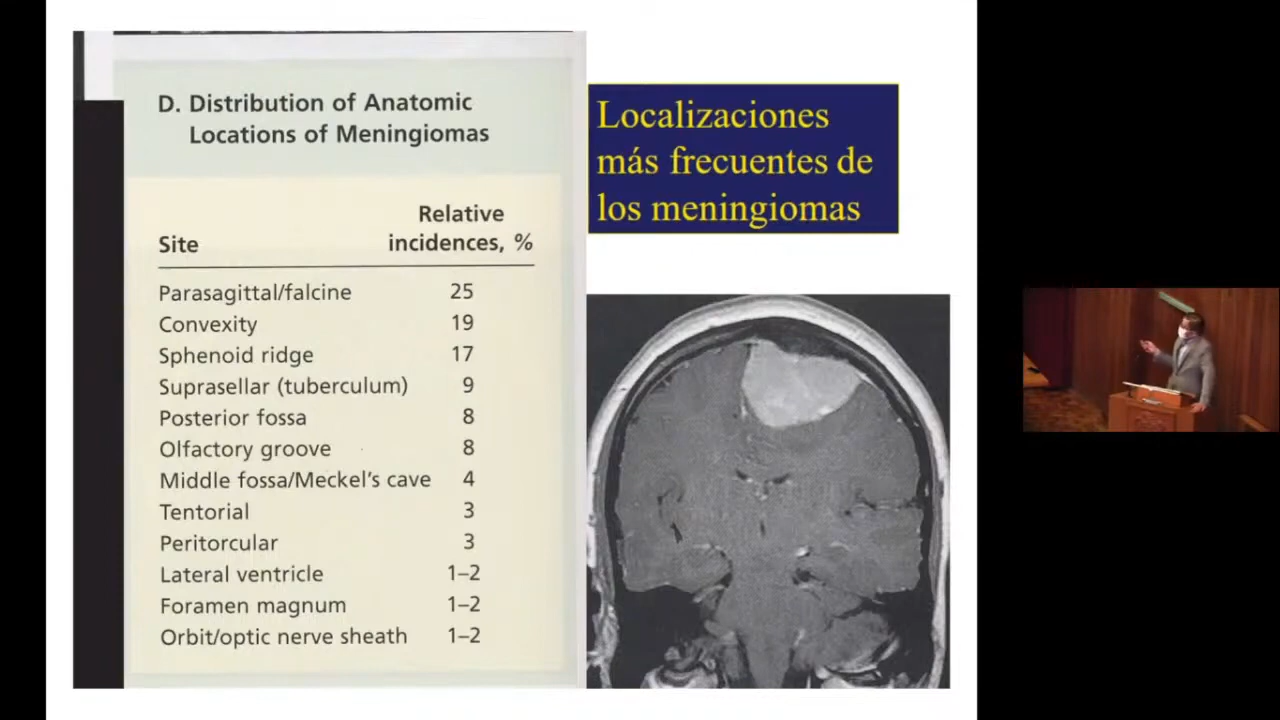 D. Distribution of Anatomic
Locations of Meningiomas
Site Relative incidences, %
Parasagittal/falcine 25
Convexity 19
Sphenoid ridge 17
Suprasellar (tuberculum) 9
Posterior fossa 8
Olfactory groove 8
Middle fossa/Meckel's cave 4
Tentorial 3
Peritorcular 3
Lateral ventricle 1–2
Foramen magnum 1–2
Orbit/optic nerve sheath 1–2
Localizaciones
más frecuentes de
los meningiomas